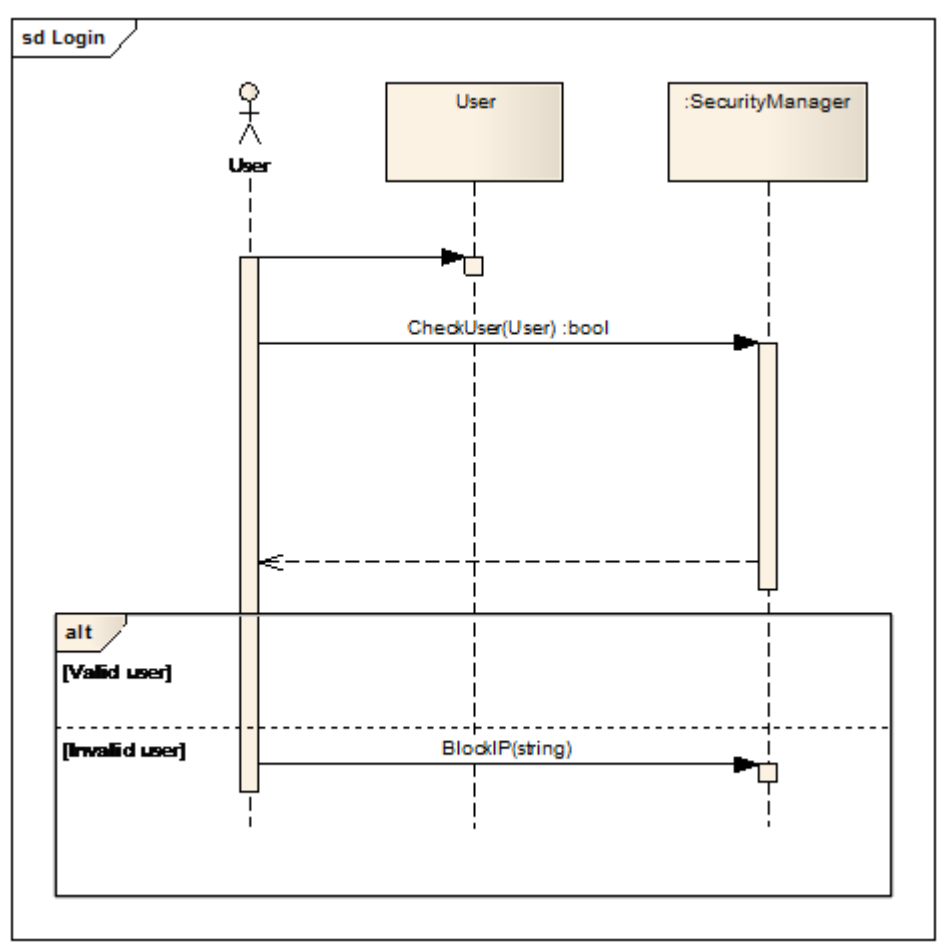 sd Login
User
User
:SecurityManager
CheckUser(User) :bool
alt
[Valid user]
[Invalid user]
BlockIP(string)